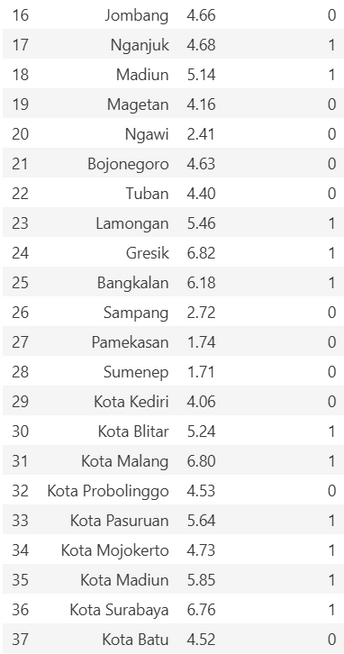 16 Jombang 4.66 0
17 Nganjuk 4.68 1
18 Madiun 5.14 1
19 Magetan 4.16 0
20 Ngawi 2.41 0
21 Bojonegoro 4.63 0
22 Tuban 4.40 0
23 Lamongan 5.46 1
24 Gresik 6.82 1
25 Bangkalan 6.18 1
26 Sampang 2.72 0
27 Pamekasan 1.74 0
28 Sumenep 1.71 0
29 Kota Kediri 4.06 0
30 Kota Blitar 5.24 1
31 Kota Malang 6.80 1
32 Kota Probolinggo 4.53 0
33 Kota Pasuruan 5.64 1
34 Kota Mojokerto 4.73 1
35 Kota Madiun 5.85 1
36 Kota Surabaya 6.76 1
37 Kota Batu 4.52 0